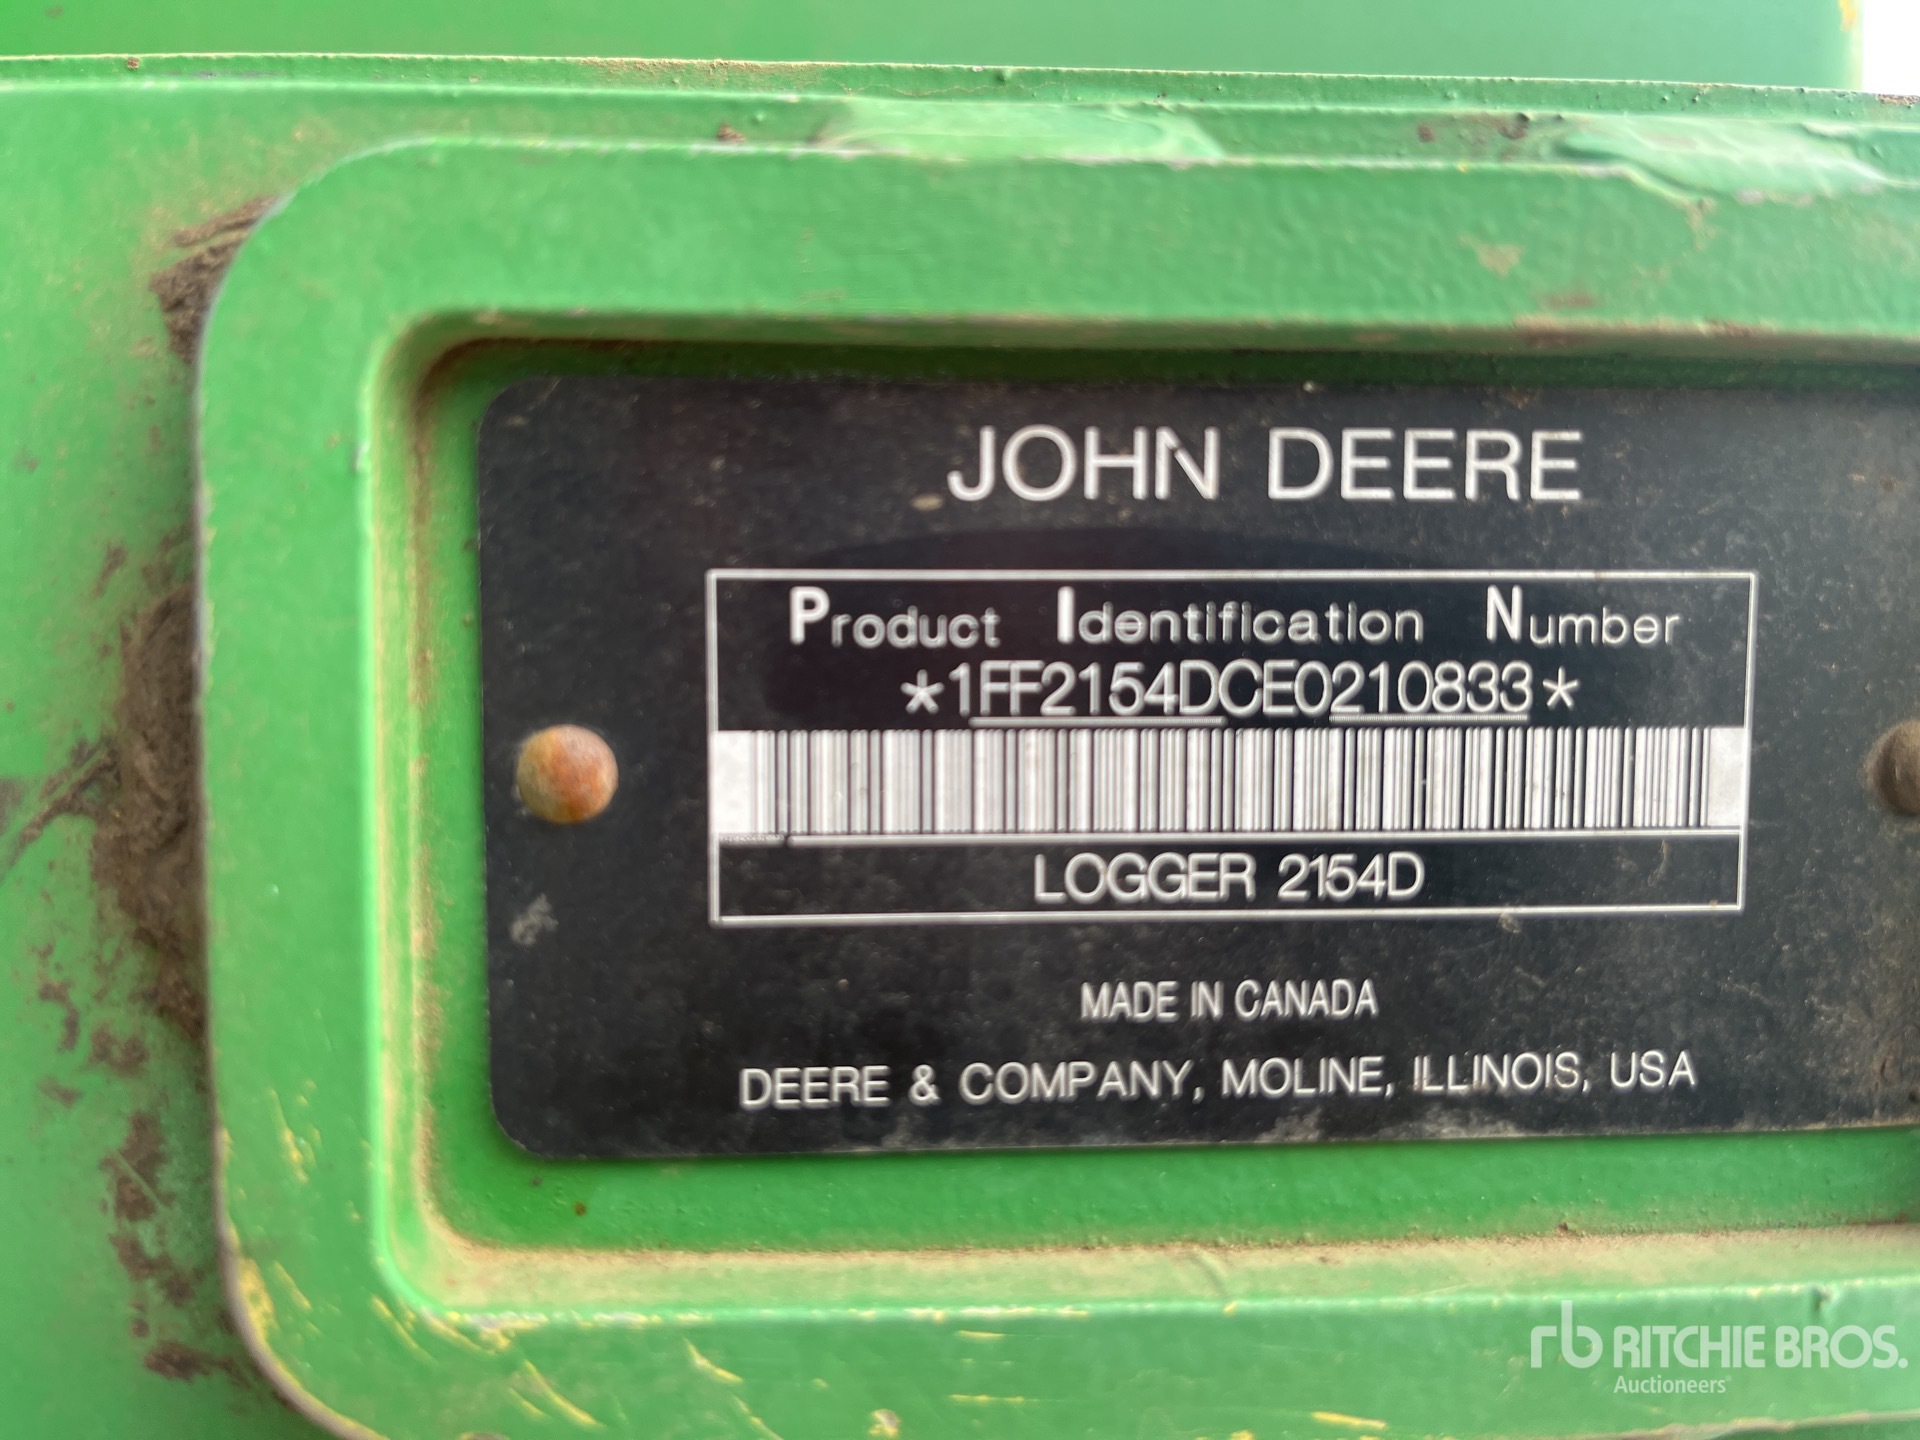 JOHN DEERE
Product Identification Number
*1FF2154DCE0210833*
LOGGER 2154D
MADE IN CANADA
DEERE & COMPANY, MOLINE, ILLINOIS, USA
rb RITCHIE BROS.
Auctioneers